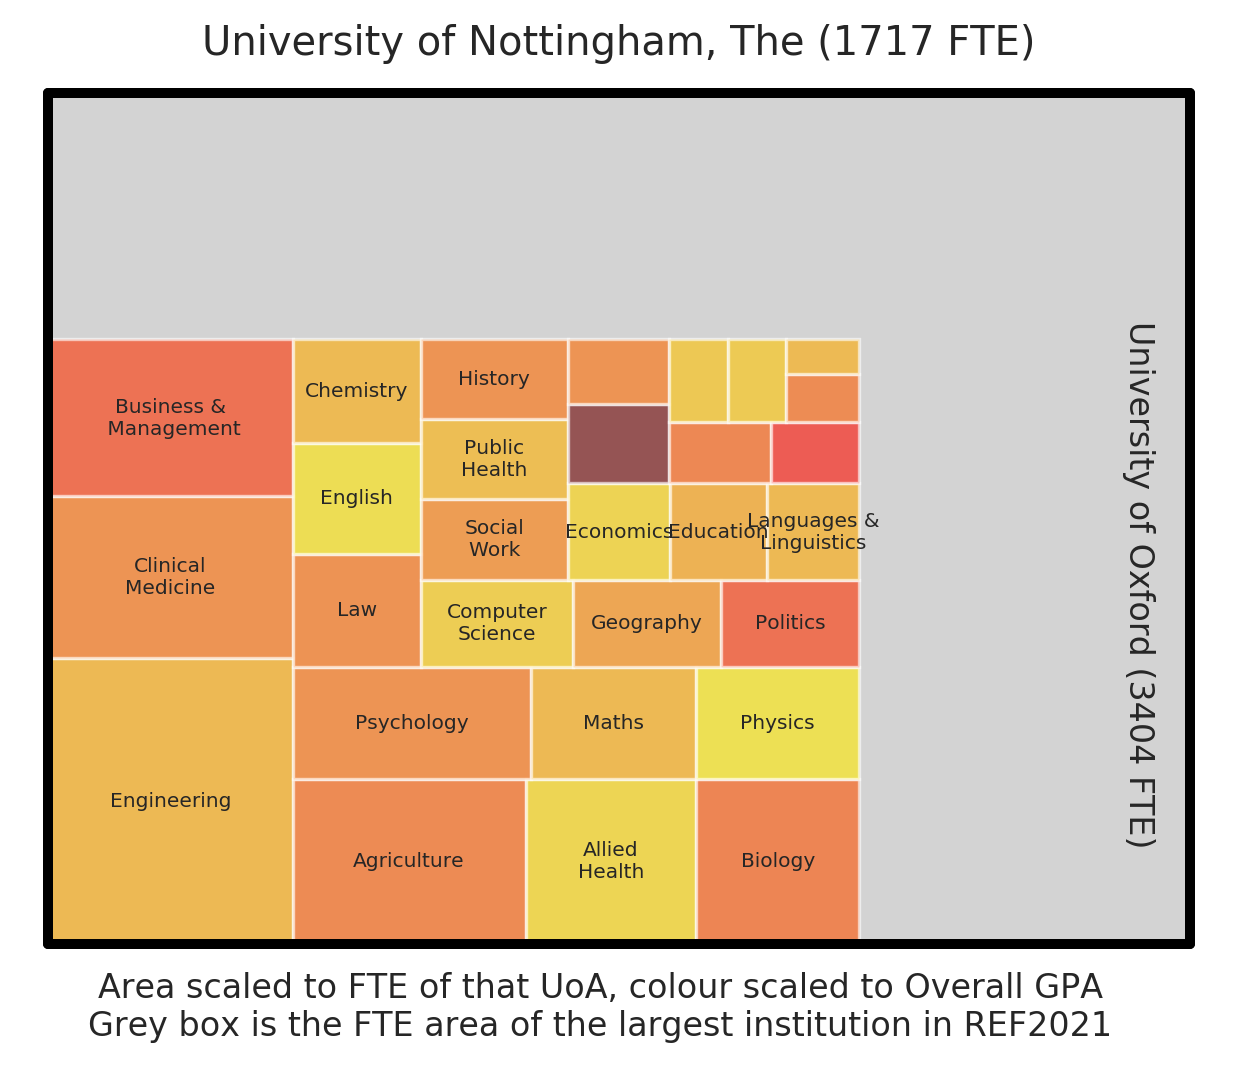 University of Nottingham, The (1717 FTE)
Business &
Management
Clinical
Medicine
Engineering
Chemistry
English
Law
History
Public
Health
Social
Work
Economics
Education
Languages &
Linguistics
Computer
Science
Geography
Politics
Psychology
Maths
Physics
Agriculture
Allied
Health
Biology
University of Oxford (3404 FTE)
Area scaled to FTE of that UoA, colour scaled to Overall GPA
Grey box is the FTE area of the largest institution in REF2021